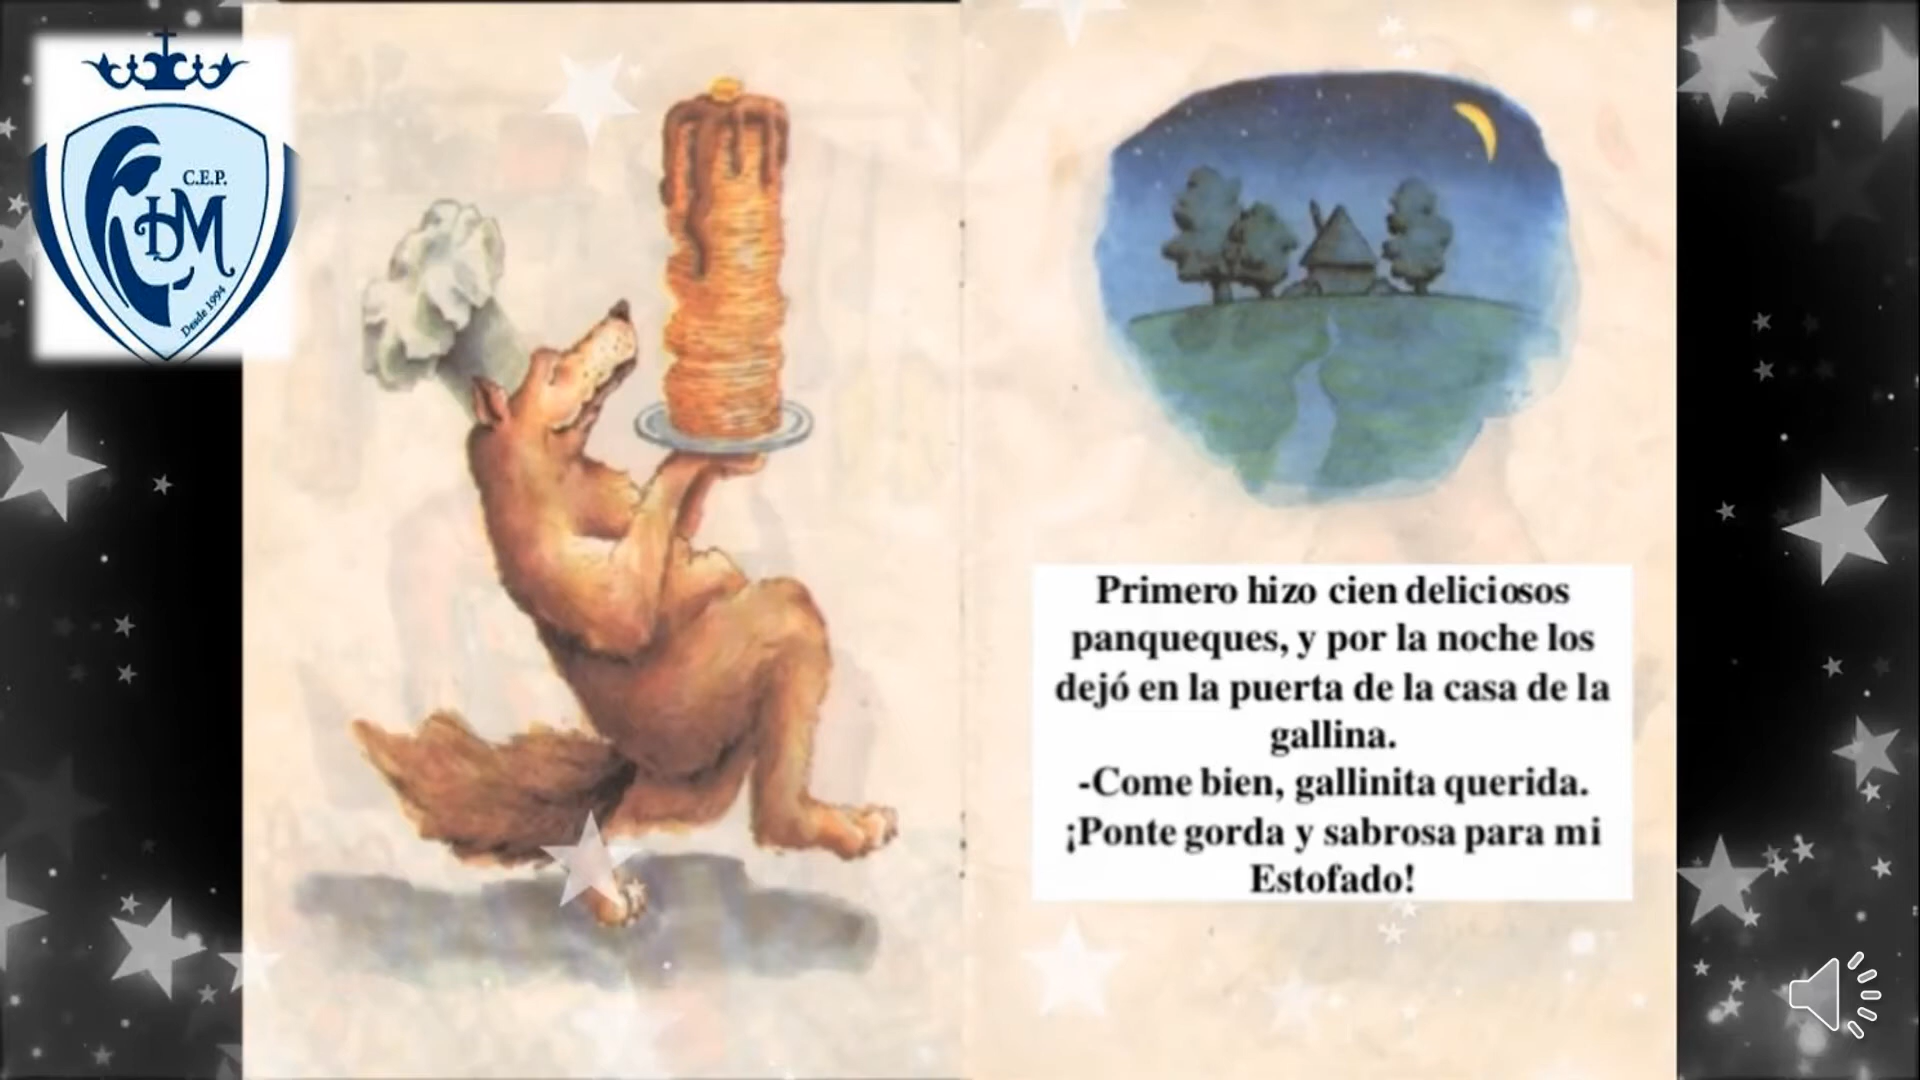 C.E.P.
DM
Desde 1994
Primero hizo cien deliciosos
panqueques, y por la noche los
dejó en la puerta de la casa de la
gallina.
-Come bien, gallinita querida.
¡Ponte gorda y sabrosa para mi
Estofado!